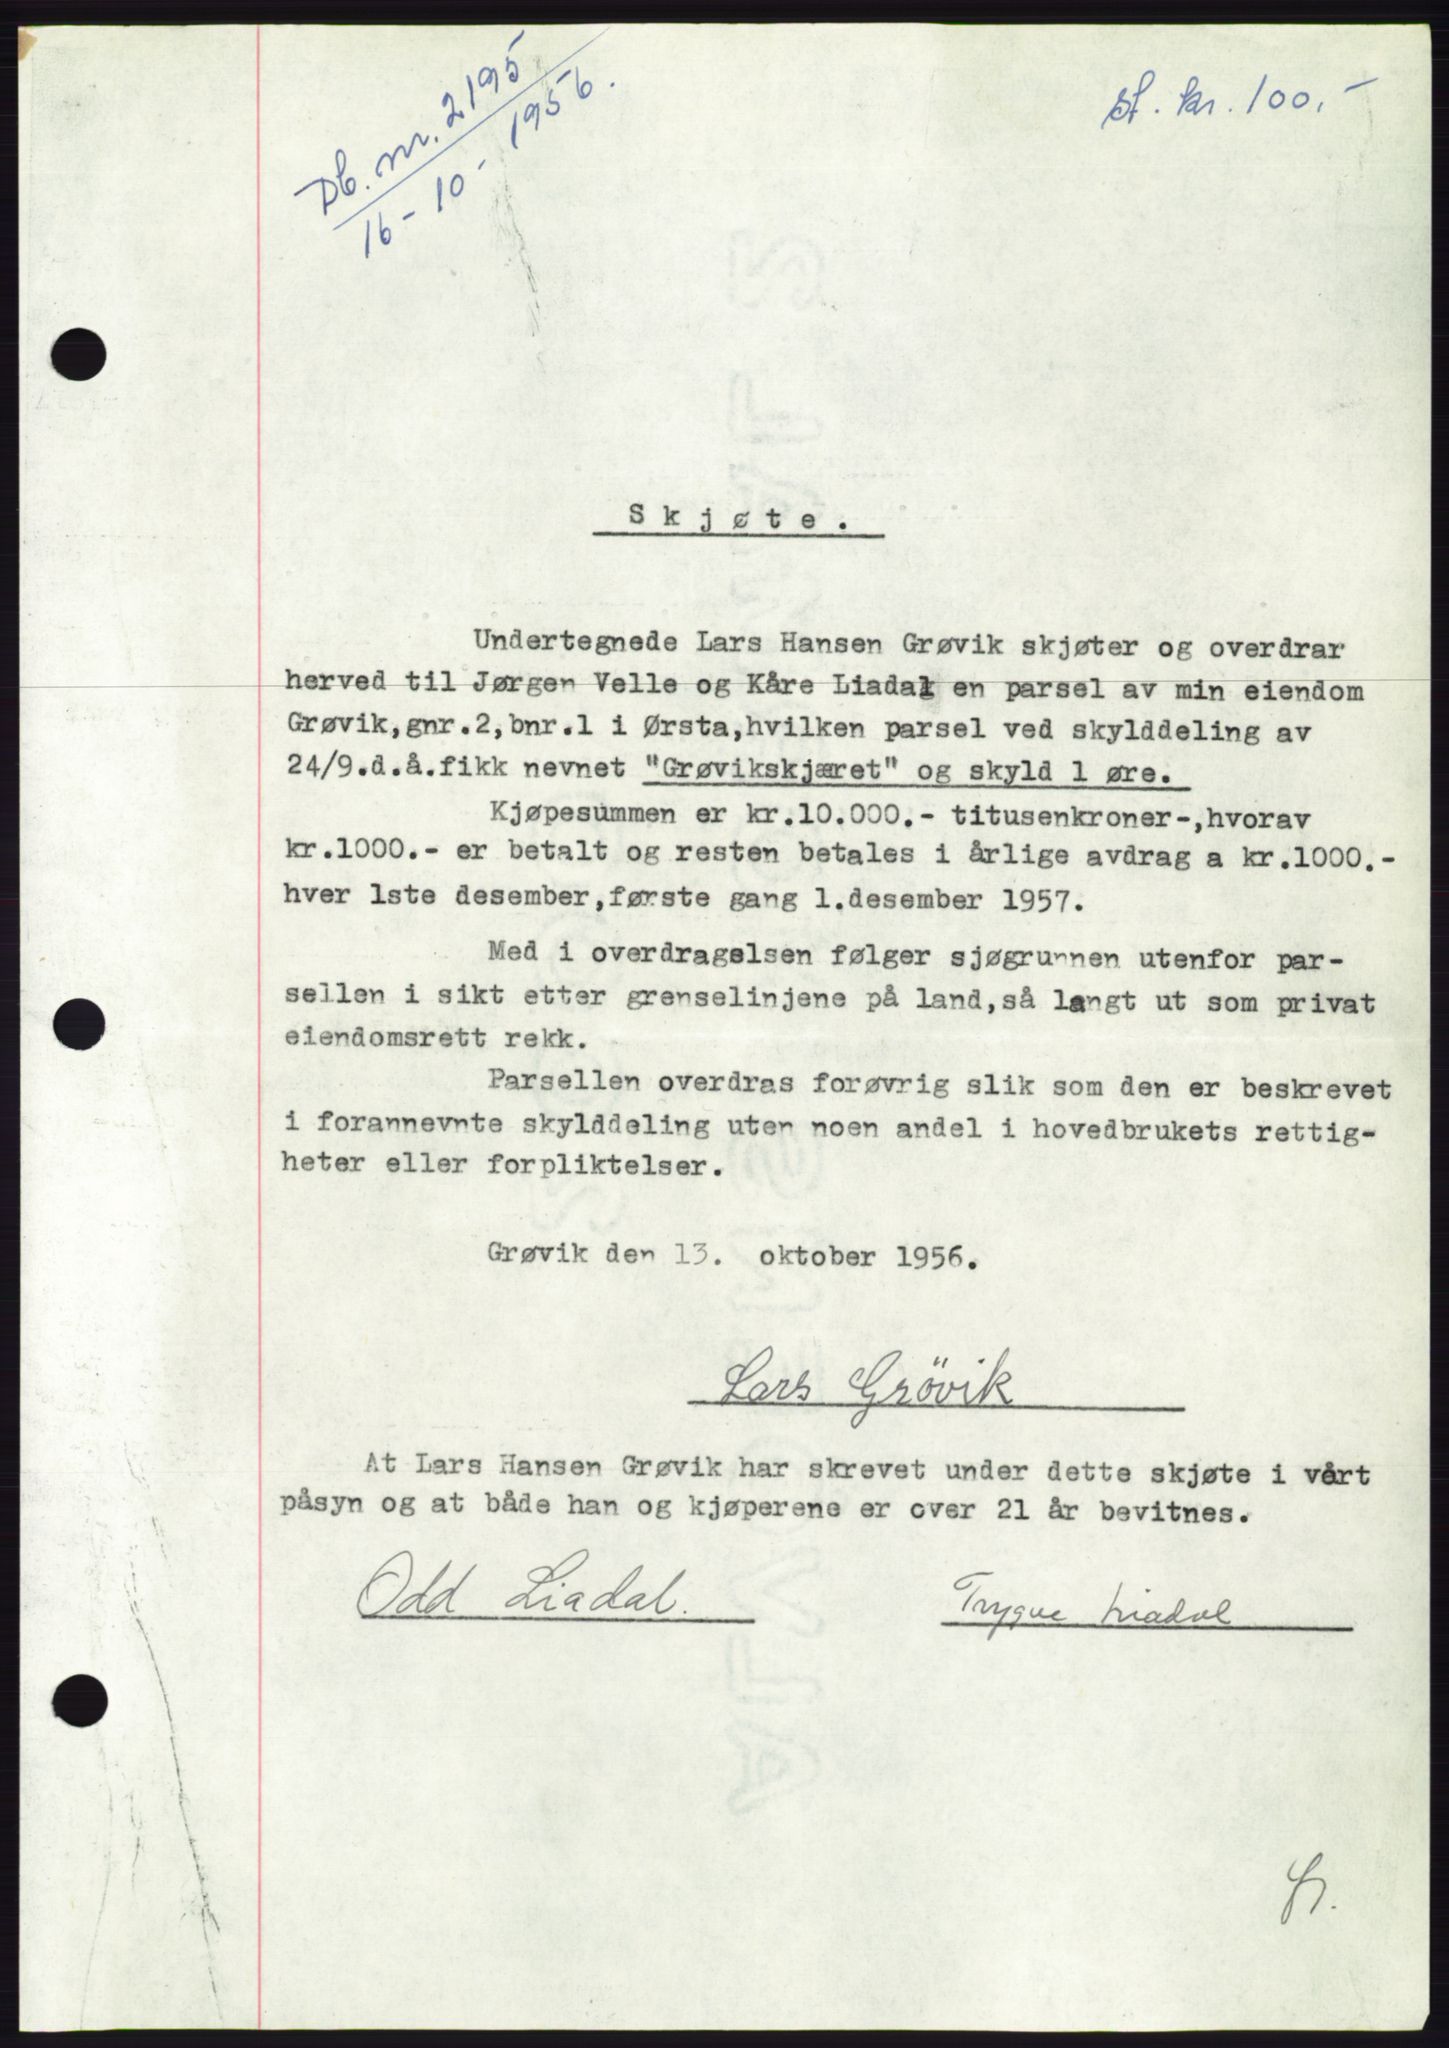 Db. nr. 2195
16-10-1956.
st. kr. 100.-
Skjøte.
Undertegnede Lars Hansen Grøvik skjøter og overdrar
herved til Jørgen Velle og Kåre Liadal en parsel av min eiendom
Grøvik,gnr.2,bnr.1 i Ørsta,hvilken parsel ved skylddeling av
24/9.d.å.fikk nevnet "Grøvikskjæret" og skyld 1 øre.
Kjøpesummen er kr.10.000.- titusenkroner-,hvorav
kr.1000.- er betalt og resten betales i årlige avdrag a kr.1000.-
hver 1ste desember,første gang 1.desember 1957.
Med i overdragelsen følger sjøgrunnen utenfor par-
sellen i sikt etter grenselinjene på land,så langt ut som privat
eiendomsrett rekk.
Parsellen overdras forøvrig slik som den er beskrevet
i forannevnte skylddeling uten noen andel i hovedbrukets rettig-
heter eller forpliktelser.
Grøvik den 13. oktober 1956.
Lars Grövik
At Lars Hansen Grøvik har skrevet under dette skjøte i vårt
påsyn og at både han og kjøperene er over 21 år bevitnes.
Odd Liadal.
Trygve Liadal